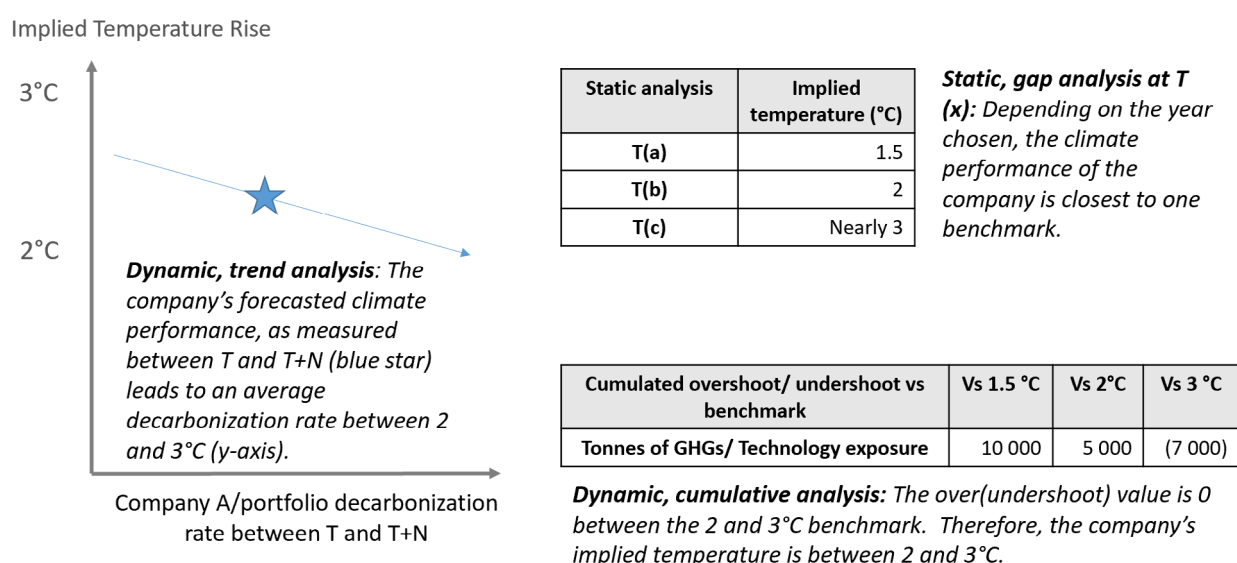 Implied Temperature Rise
3°C
2°C
Dynamic, trend analysis: The
company’s forecasted climate
performance, as measured
between T and T+N (blue star)
leads to an average
decarbonization rate between 2
and 3°C (y-axis).
Company A/portfolio decarbonization
rate between T and T+N
Static analysis Implied temperature (°C)
T(a) 1.5
T(b) 2
T(c) Nearly 3
Static, gap analysis at T
(x): Depending on the year
chosen, the climate
performance of the
company is closest to one
benchmark.
Cumulated overshoot/ undershoot vs benchmark Vs 1.5 °C Vs 2°C Vs 3 °C
Tonnes of GHGs/ Technology exposure 10 000 5 000 (7 000)
Dynamic, cumulative analysis: The over(undershoot) value is 0
between the 2 and 3°C benchmark. Therefore, the company’s
implied temperature is between 2 and 3°C.